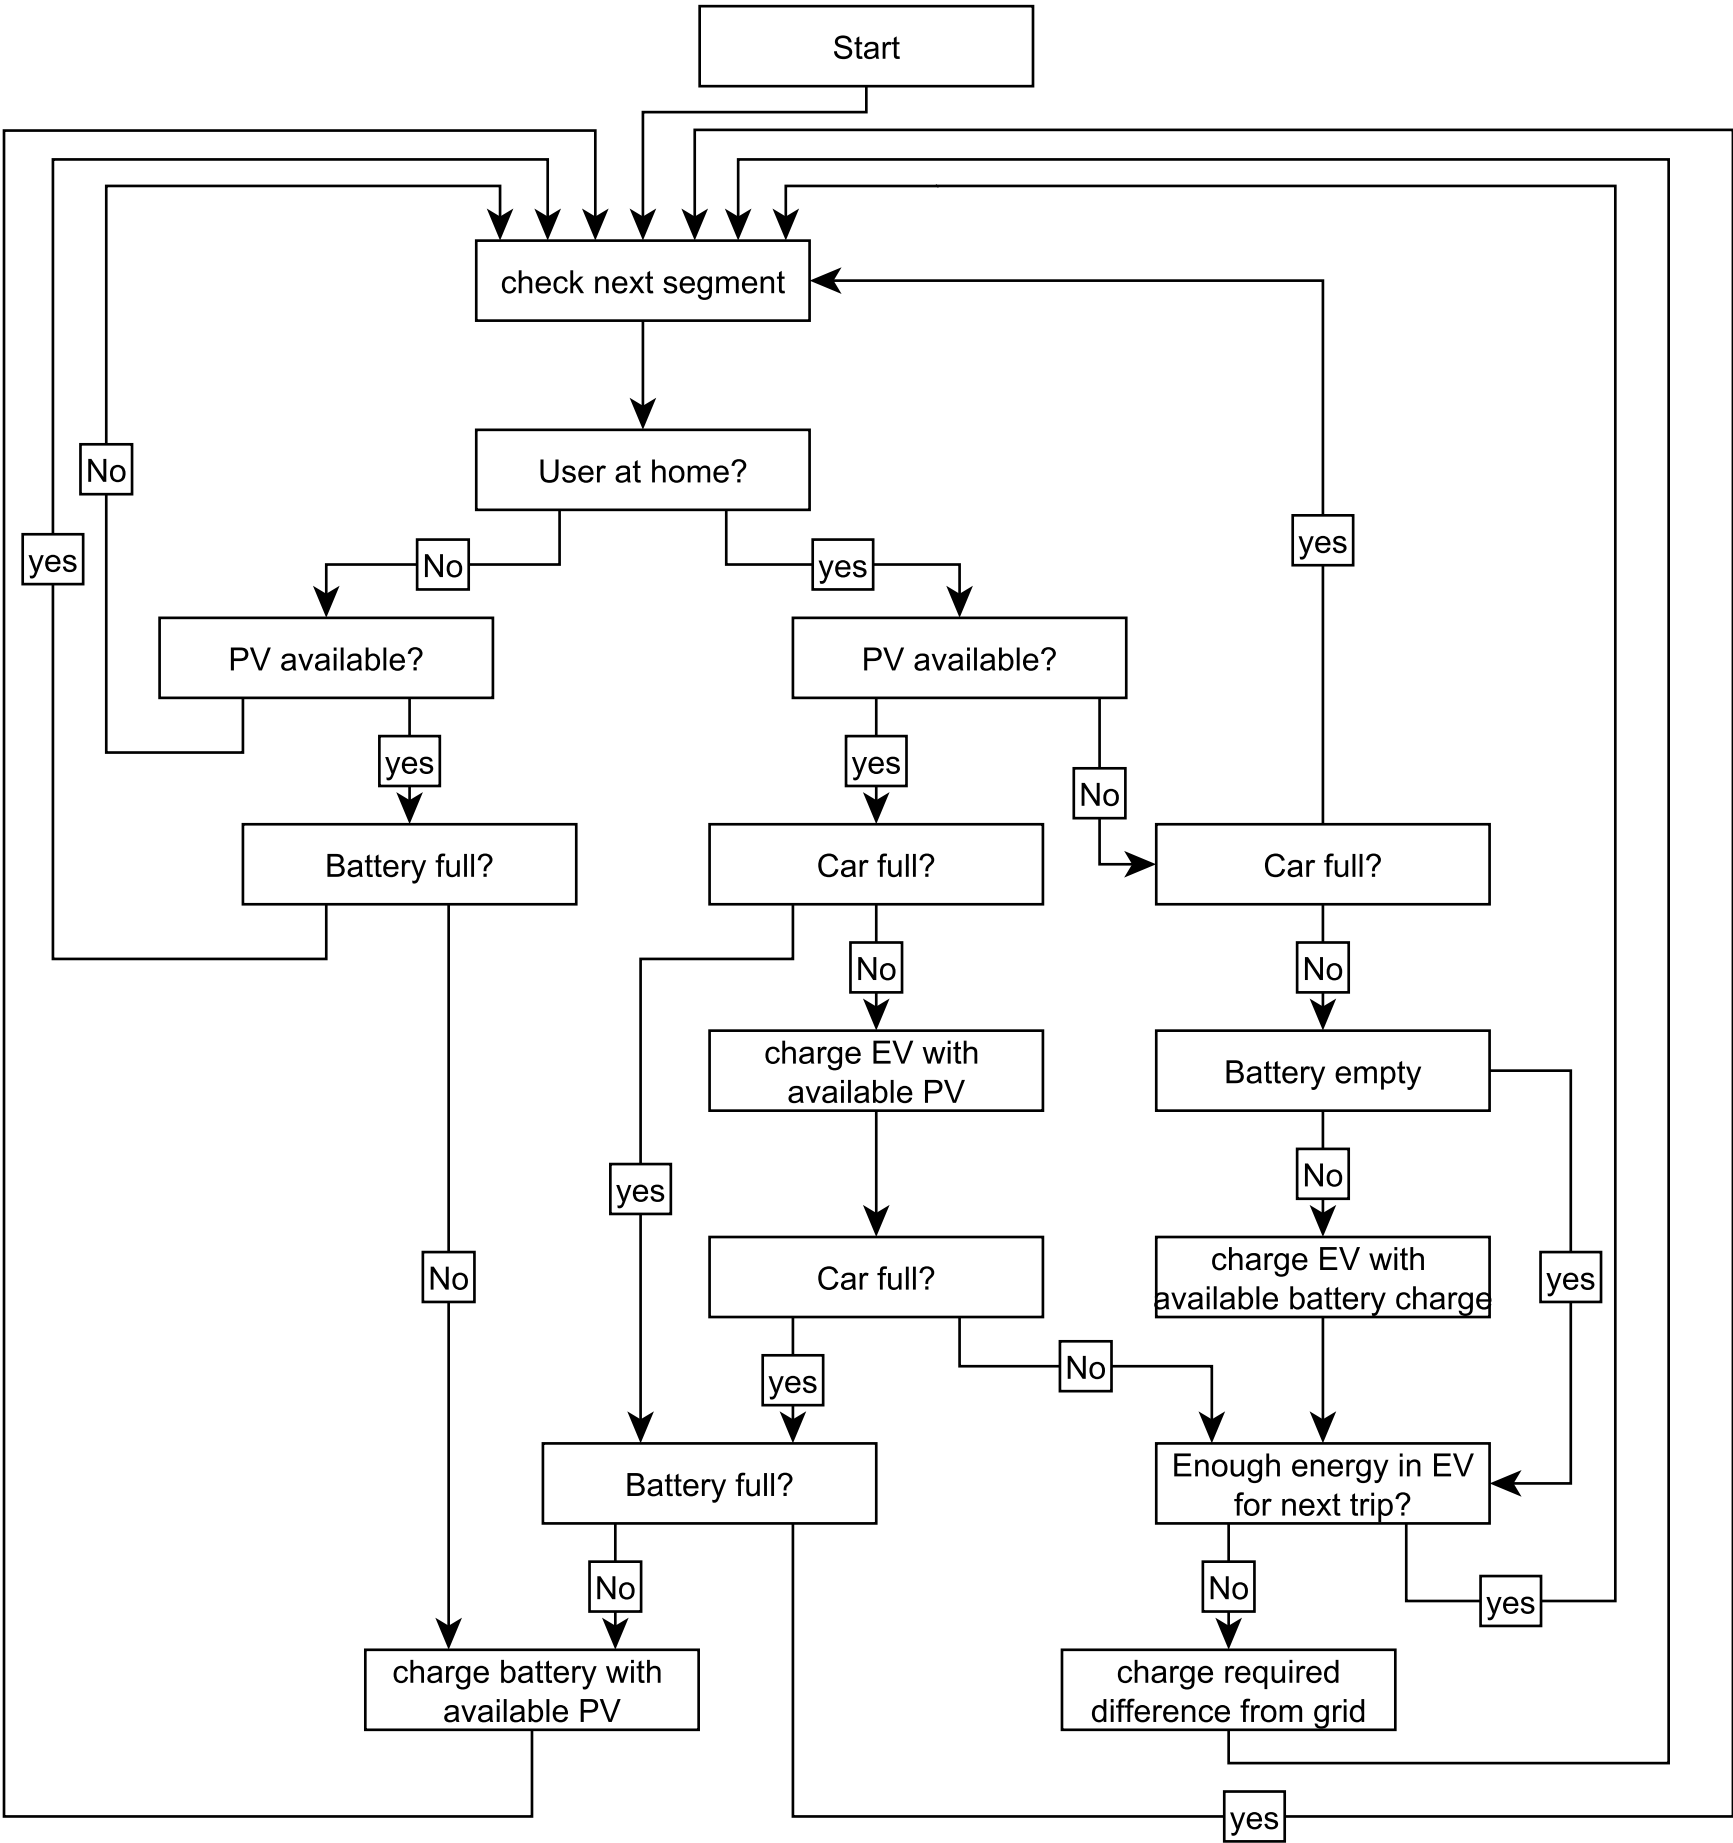 Start
check next segment
No
User at home?
yes
yes
No
yes
PV available?
PV available?
yes
yes
No
Battery full?
Car full?
Car full?
No
No
charge EV with
available PV
Battery empty
yes
No
No
Car full?
charge EV with
available battery charge
yes
yes
No
Battery full?
Enough energy in EV
for next trip?
No
No
yes
charge battery with
available PV
charge required
difference from grid
yes